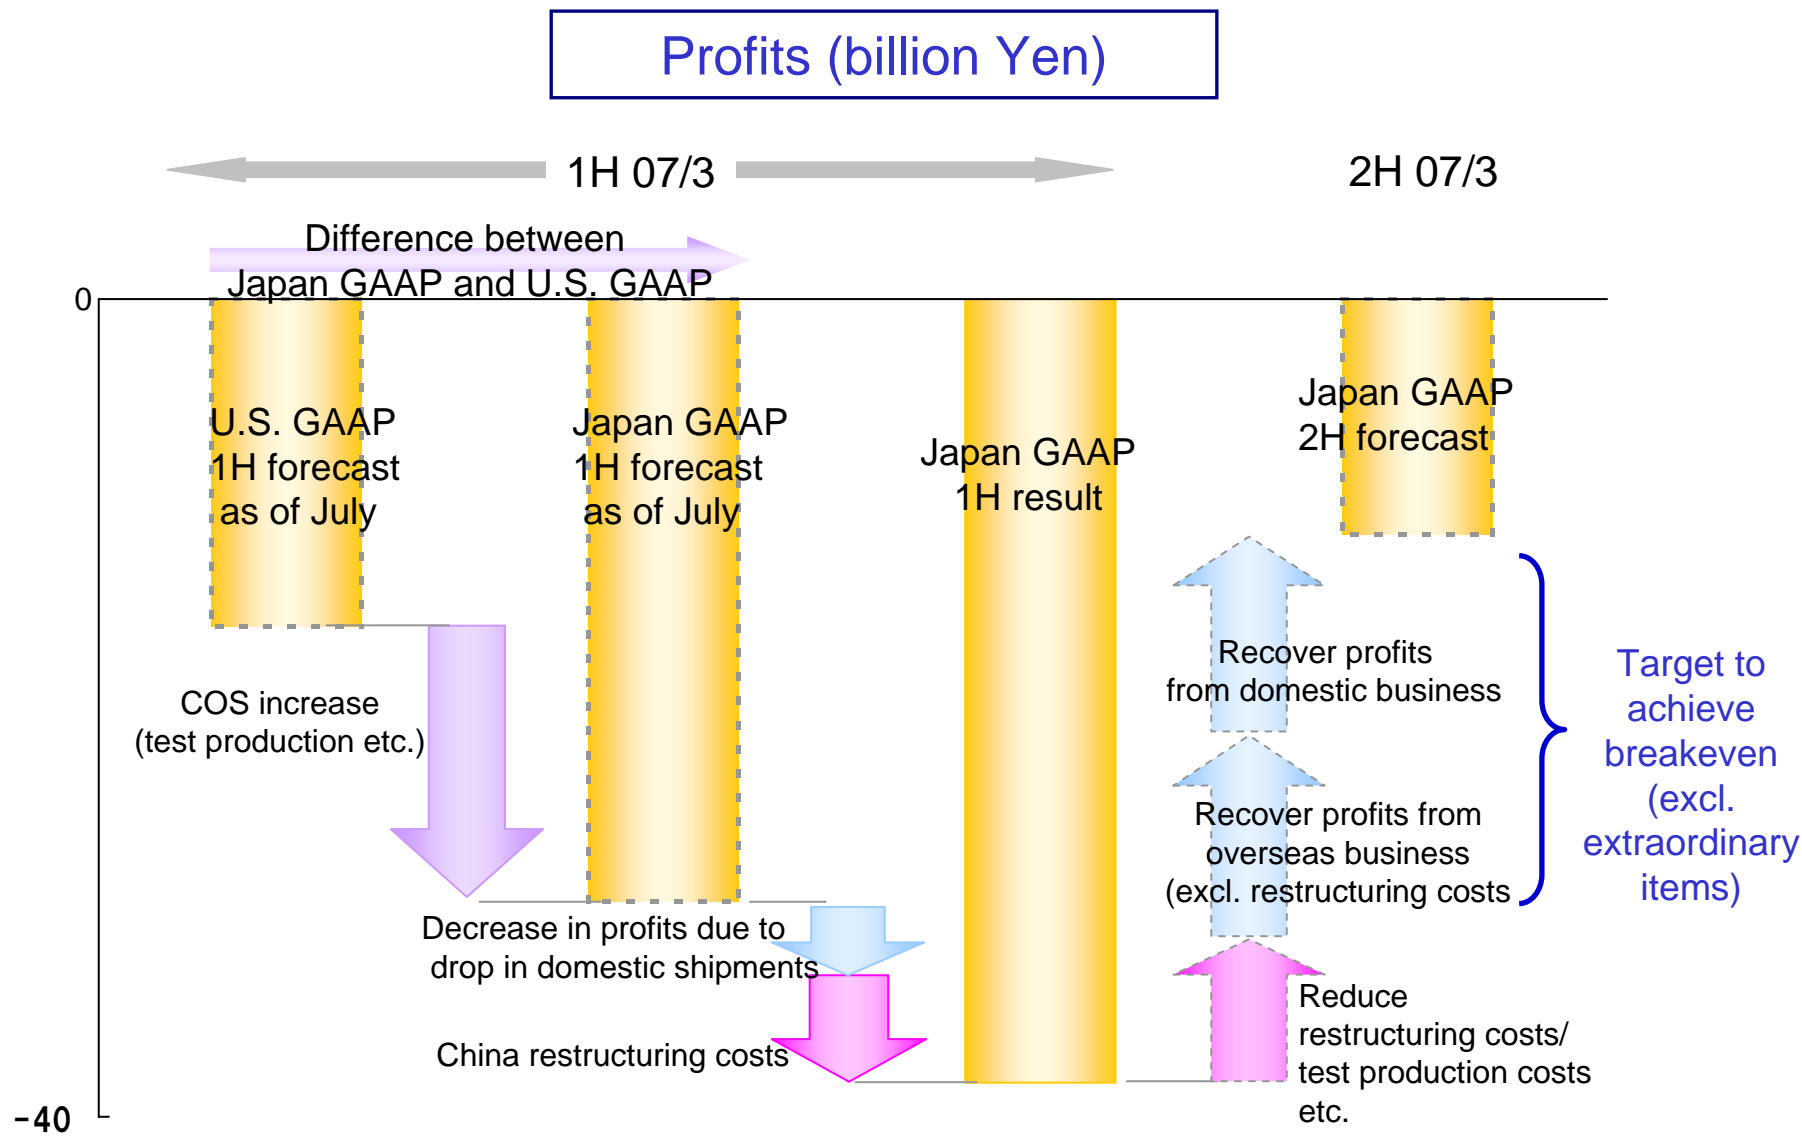 Profits (billion Yen)
1H 07/3
2H 07/3
Difference between
Japan GAAP and U.S. GAAP
0
U.S. GAAP
1H forecast
as of July
Japan GAAP
1H forecast
as of July
Japan GAAP
1H result
Japan GAAP
2H forecast
COS increase
(test production etc.)
Decrease in profits due to
drop in domestic shipments
China restructuring costs
Recover profits
from domestic business
Recover profits from
overseas business
(excl. restructuring costs
Reduce
restructuring costs/
test production costs
etc.
Target to
achieve
breakeven
(excl.
extraordinary
items)
-40